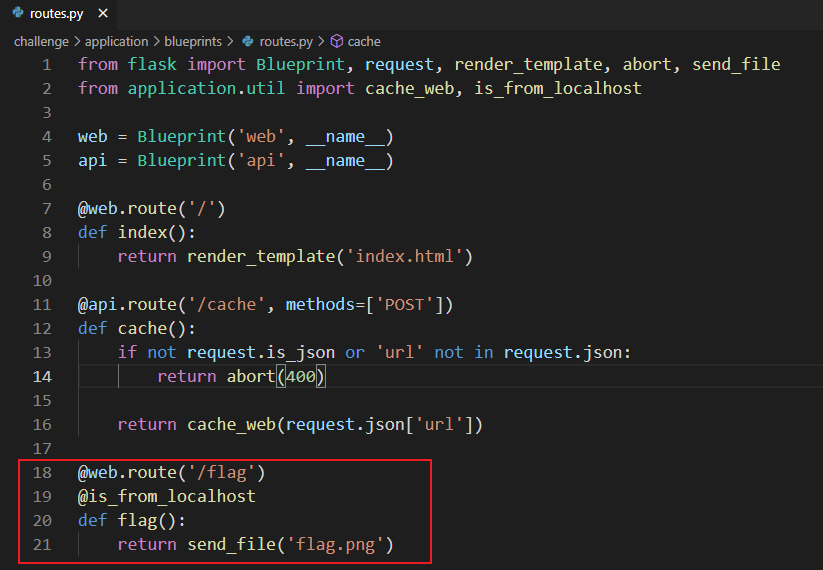 routes.py ×
challenge > application > blueprints > routes.py > cache
1 from flask import Blueprint, request, render_template, abort, send_file
2 from application.util import cache_web, is_from_localhost
3
4 web = Blueprint('web', __name__)
5 api = Blueprint('api', __name__)
6
7 @web.route('/')
8 def index():
9     return render_template('index.html')
10
11 @api.route('/cache', methods=['POST'])
12 def cache():
13     if not request.is_json or 'url' not in request.json:
14         return abort(400)
15
16     return cache_web(request.json['url'])
17
18 @web.route('/flag')
19 @is_from_localhost
20 def flag():
21     return send_file('flag.png')